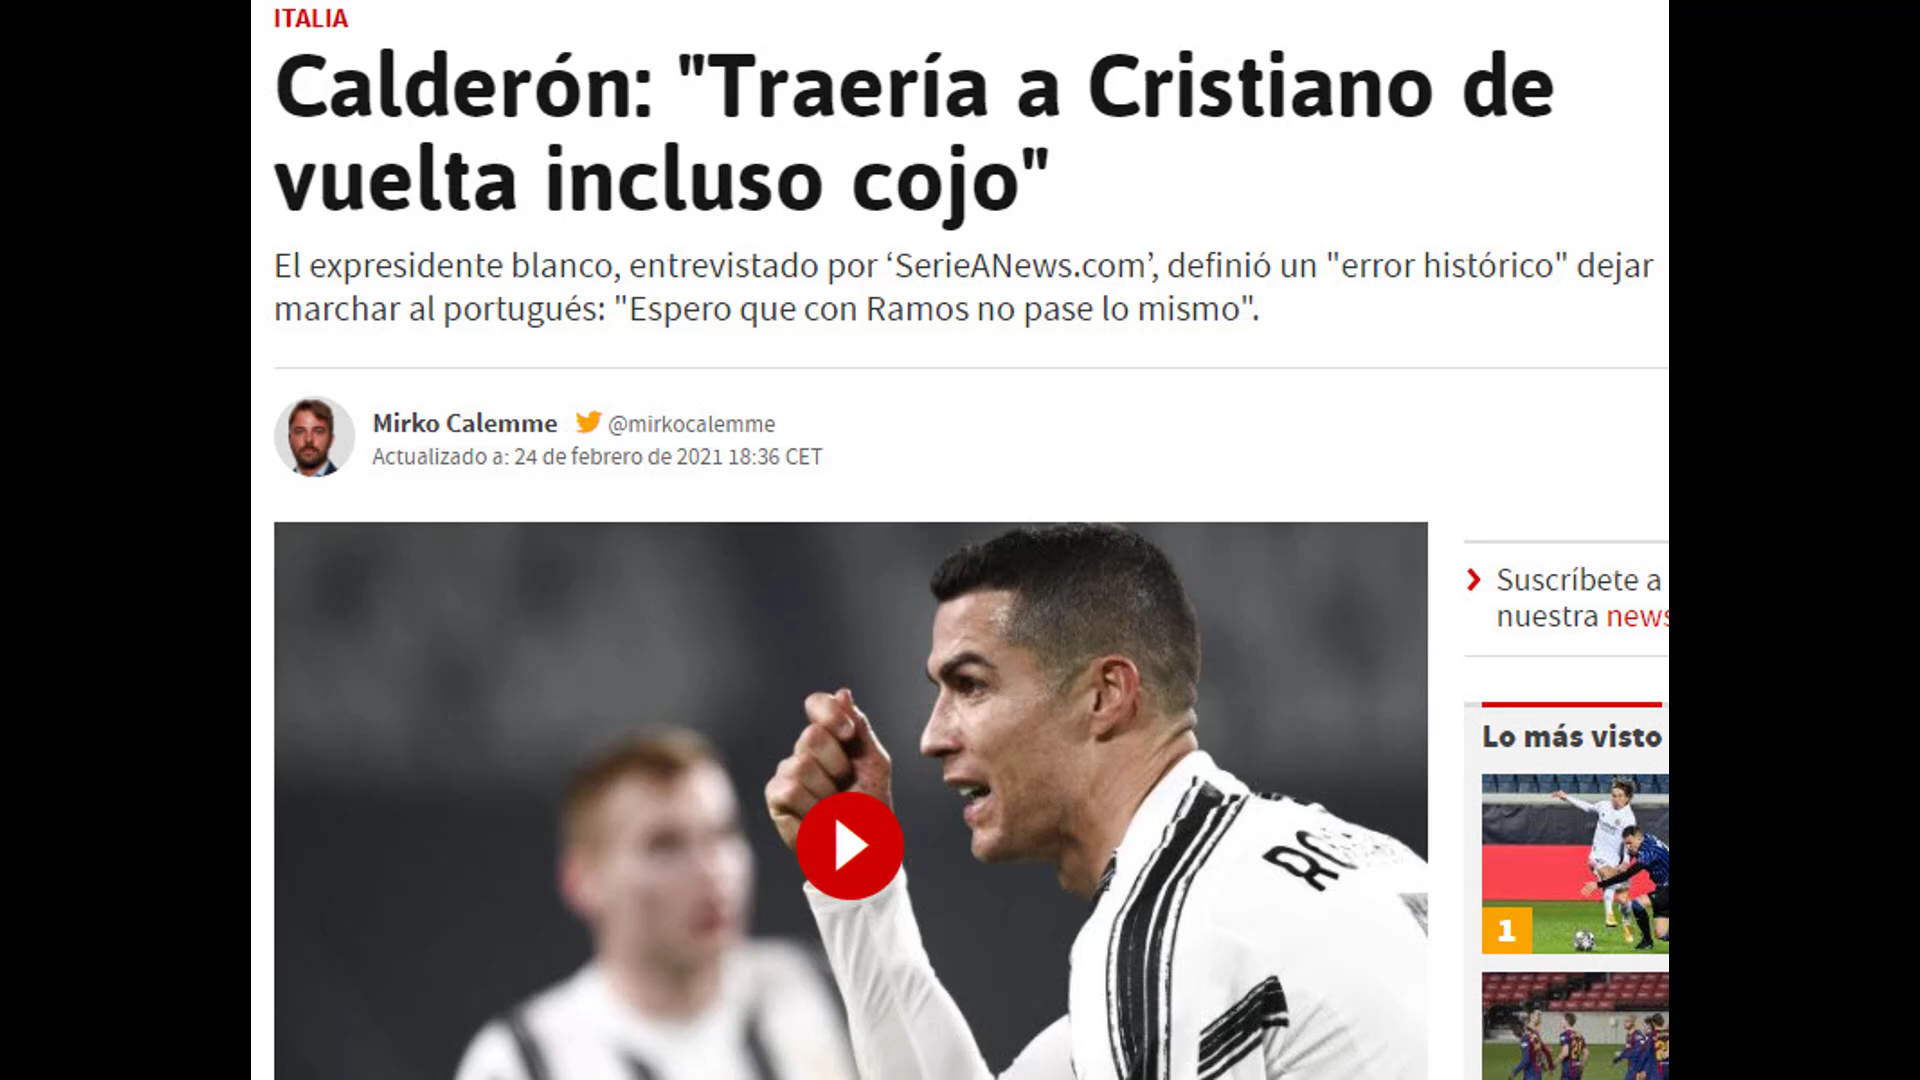 ITALIA
Calderón: "Traería a Cristiano de
vuelta incluso cojo"
El expresidente blanco, entrevistado por ‘SerieANews.com’, definió un "error histórico" dejar
marchar al portugués: "Espero que con Ramos no pase lo mismo".
Mirko Calemme @mirkocalemme
Actualizado a: 24 de febrero de 2021 18:36 CET
Suscríbete a
nuestra news
Lo más visto
1